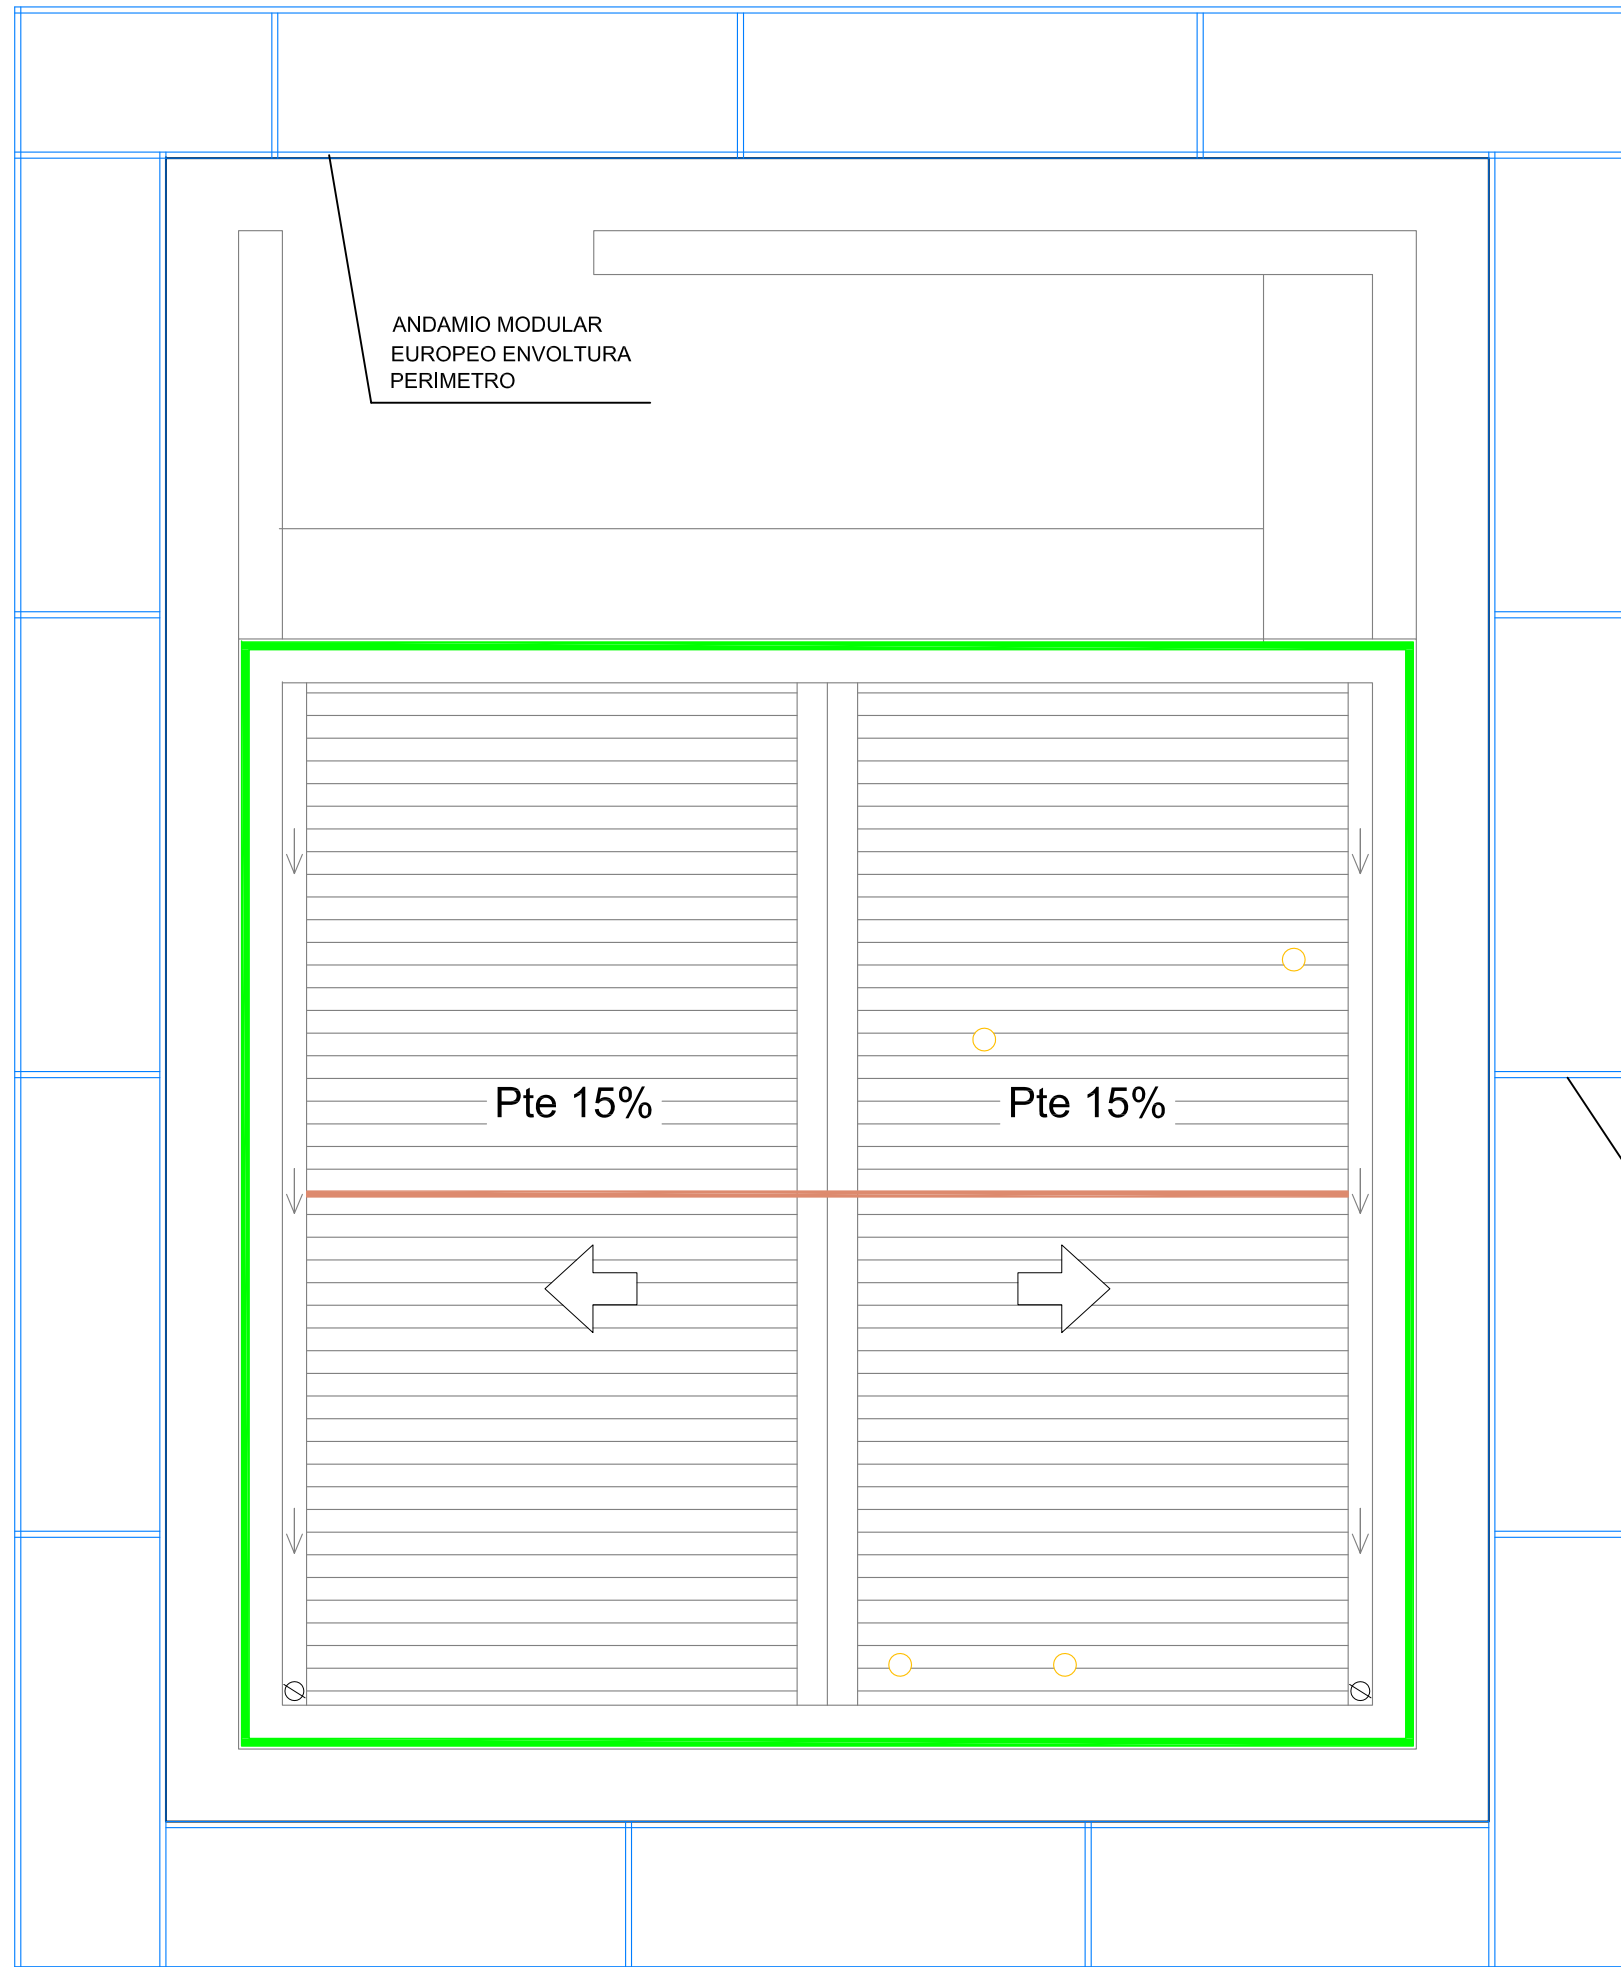 ANDAMIO MODULAR
EUROPEO ENVOLTURA
PERIMETRO
Pte 15%
Pte 15%